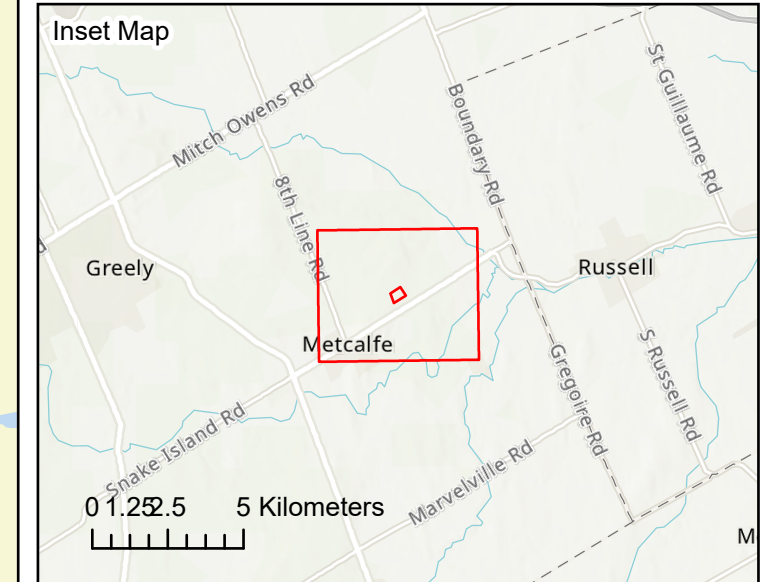 Inset Map
Mitch Owens Rd
Boundary Rd
St Guillaume Rd
8th Line Rd
Greely
Russell
Metcalfe
Gregoire Rd
S Russell Rd
Snake Island Rd
Marvelville Rd
0 1.25 2.5 5 Kilometers